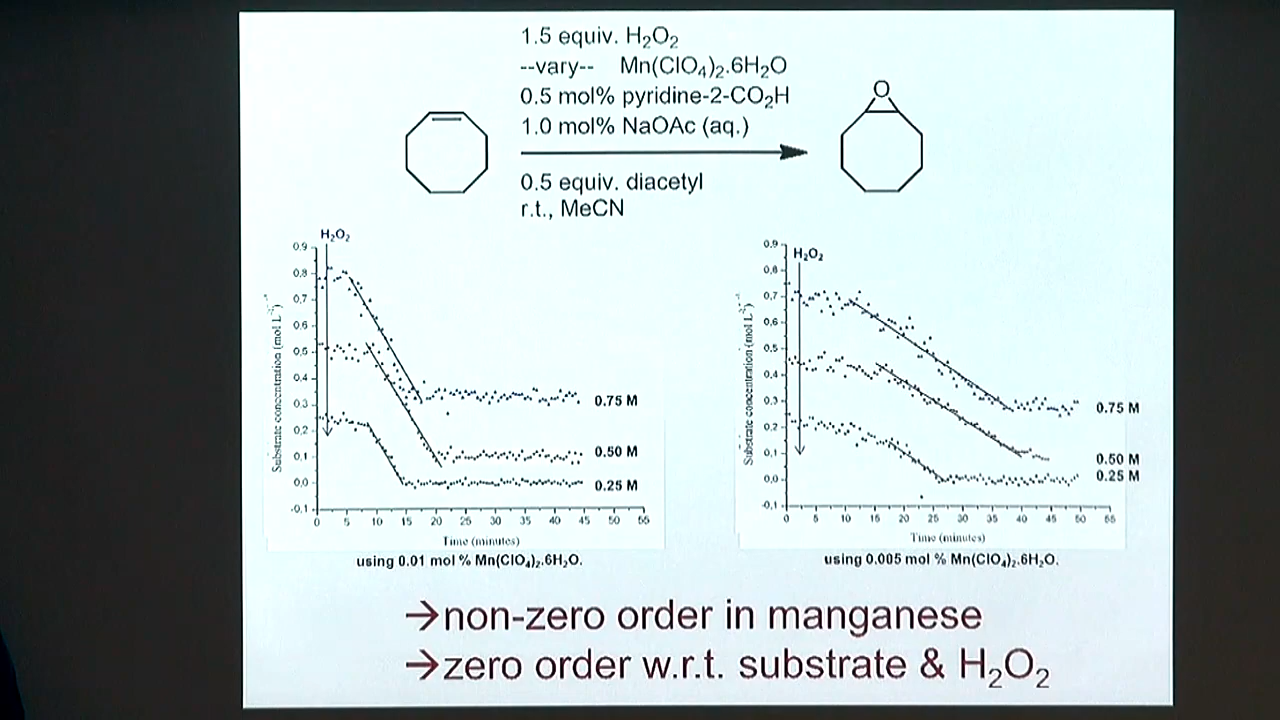 1.5 equiv. H₂O₂
--vary-- Mn(ClO₄)₂.6H₂O
0.5 mol% pyridine-2-CO₂H
1.0 mol% NaOAc (aq.)
0.5 equiv. diacetyl
r.t., MeCN
O
H₂O₂
0.9
0.8
0.7
0.6
0.5
0.4
0.3
0.2
0.1
0.0
-0.1
Substrate concentration (mol L⁻¹)
0.75 M
0.50 M
0.25 M
0 5 10 15 20 25 30 35 40 45 50 55
Time (minutes)
using 0.01 mol % Mn(ClO₄)₂.6H₂O.
H₂O₂
0.9
0.8
0.7
0.6
0.5
0.4
0.3
0.2
0.1
0.0
-0.1
Substrate concentration (mol L⁻¹)
0.75 M
0.50 M
0.25 M
0 5 10 15 20 25 30 35 40 45 50 55
Time (minutes)
using 0.005 mol % Mn(ClO₄)₂.6H₂O.
→non-zero order in manganese
→zero order w.r.t. substrate & H₂O₂